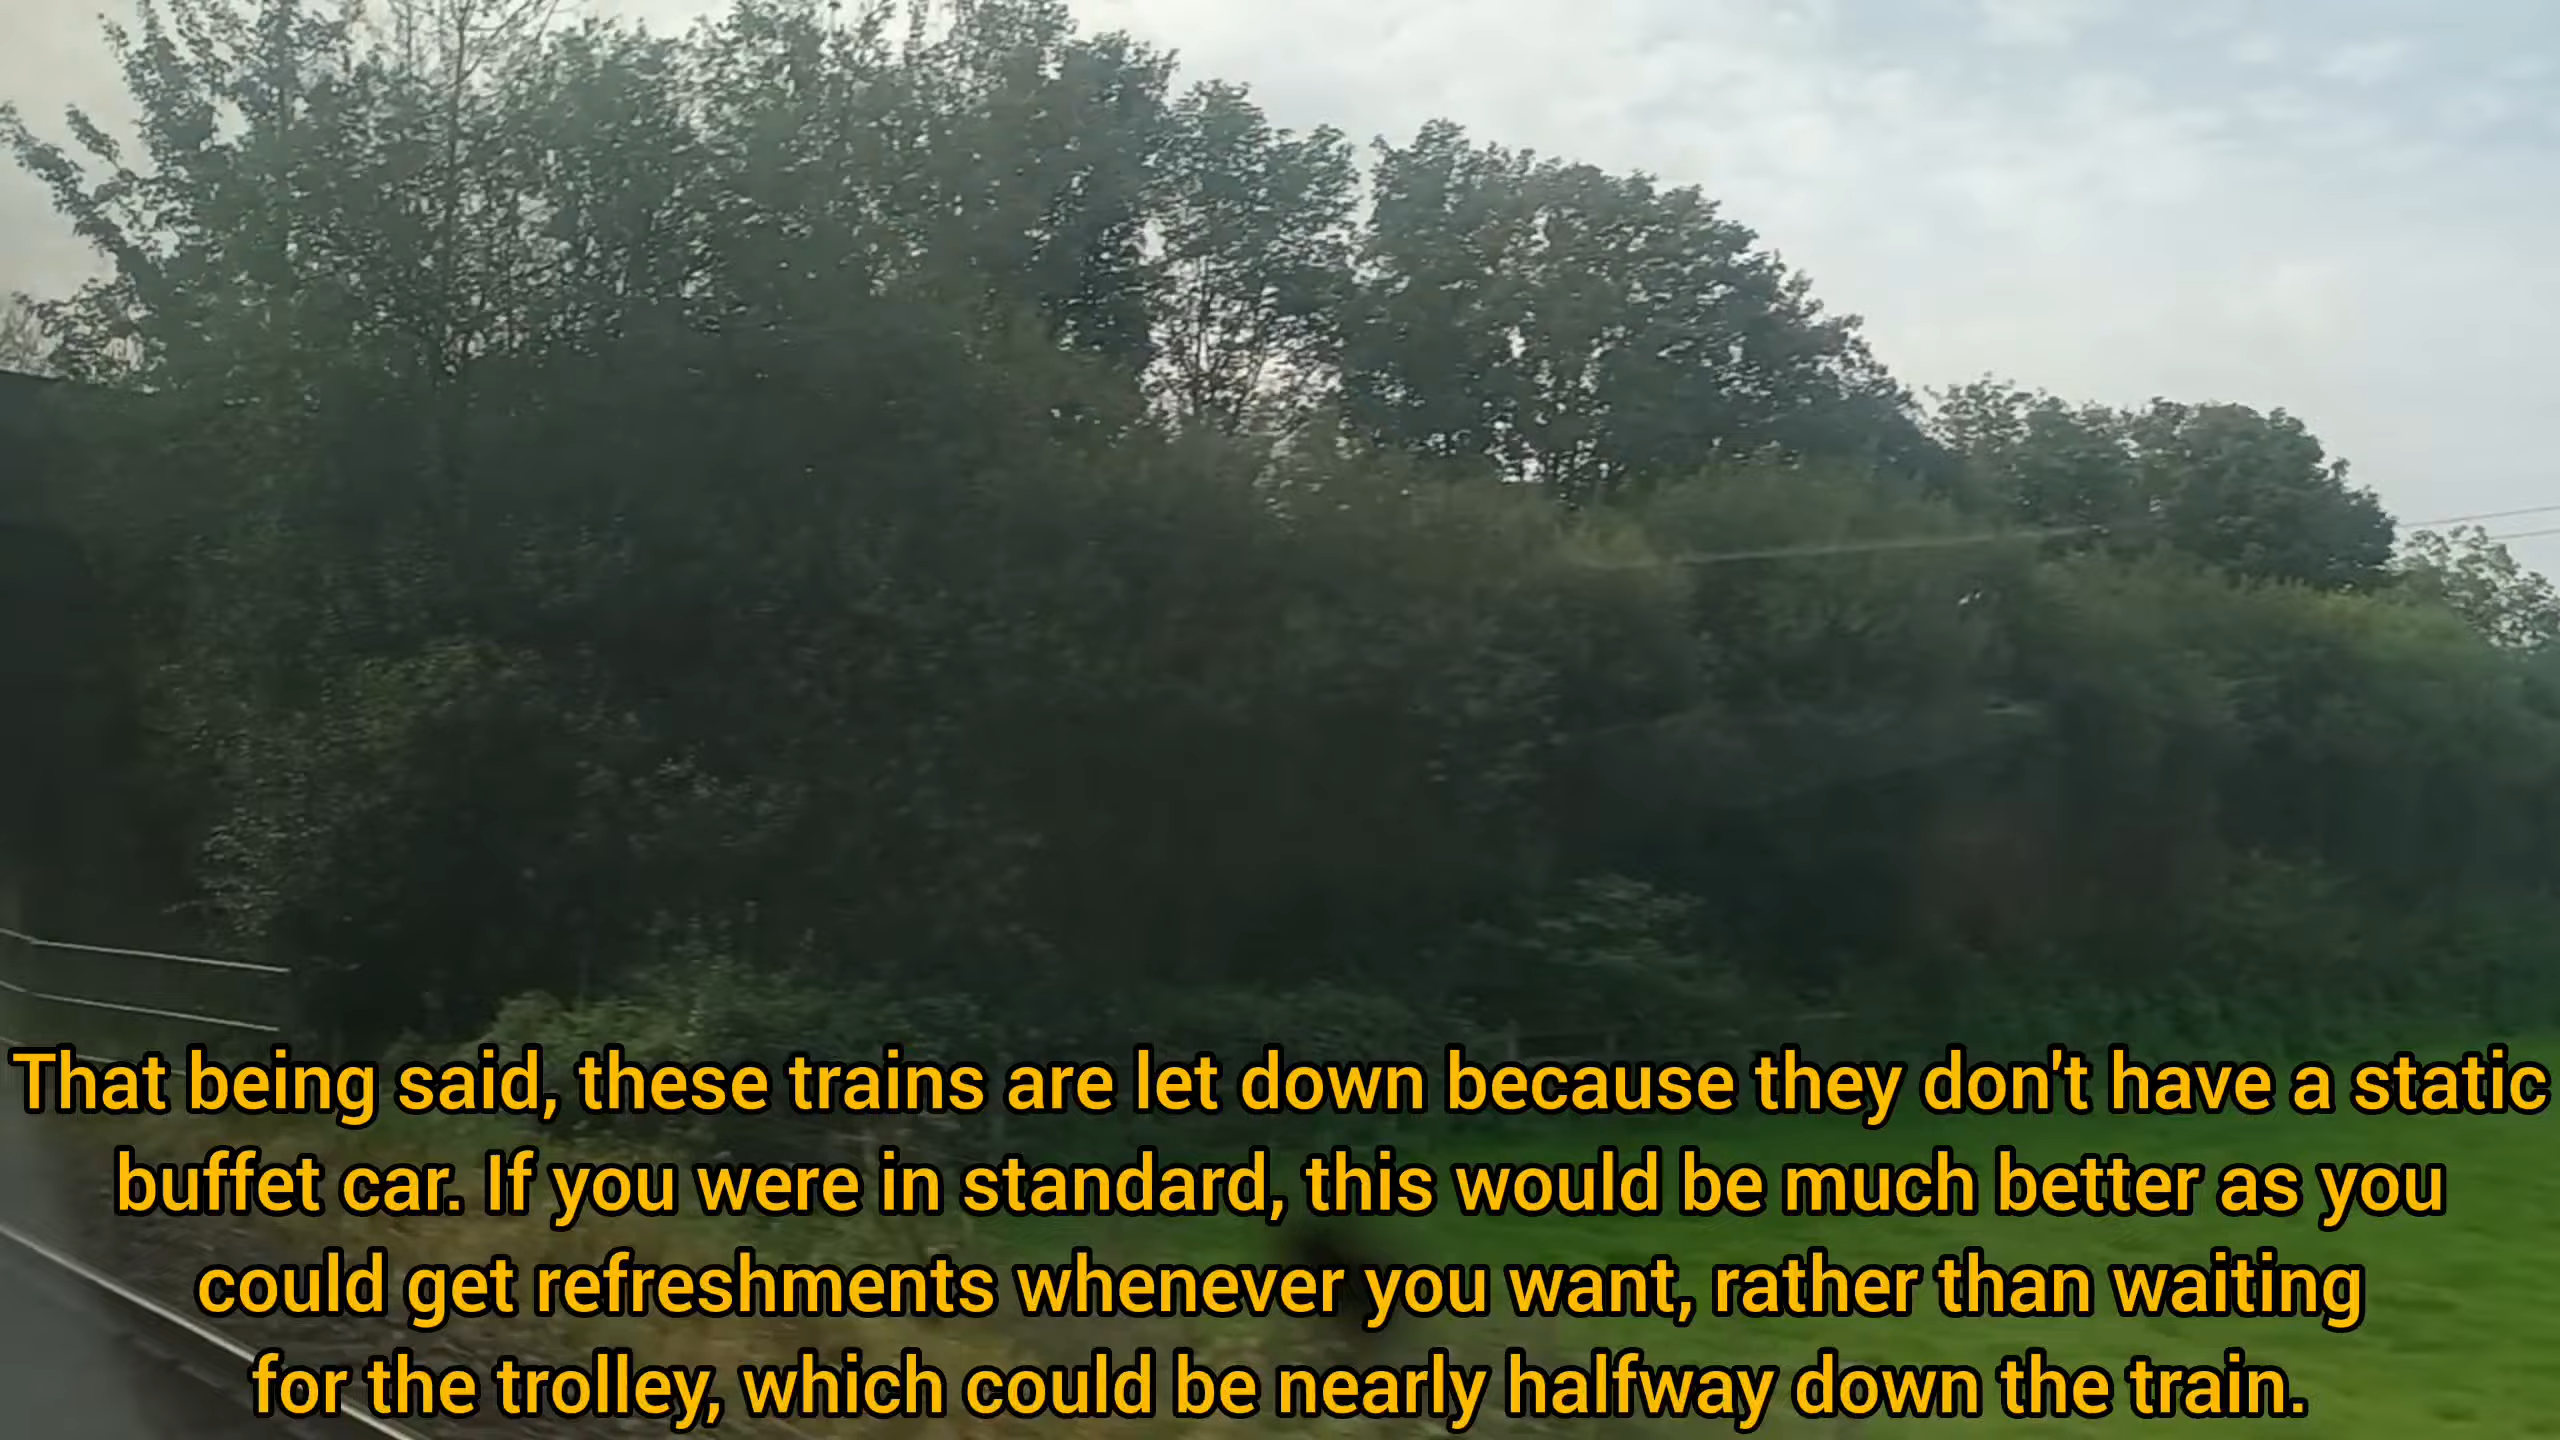 That being said, these trains are let down because they don't have a static
buffet car. If you were in standard, this would be much better as you
could get refreshments whenever you want, rather than waiting
for the trolley, which could be nearly halfway down the train.